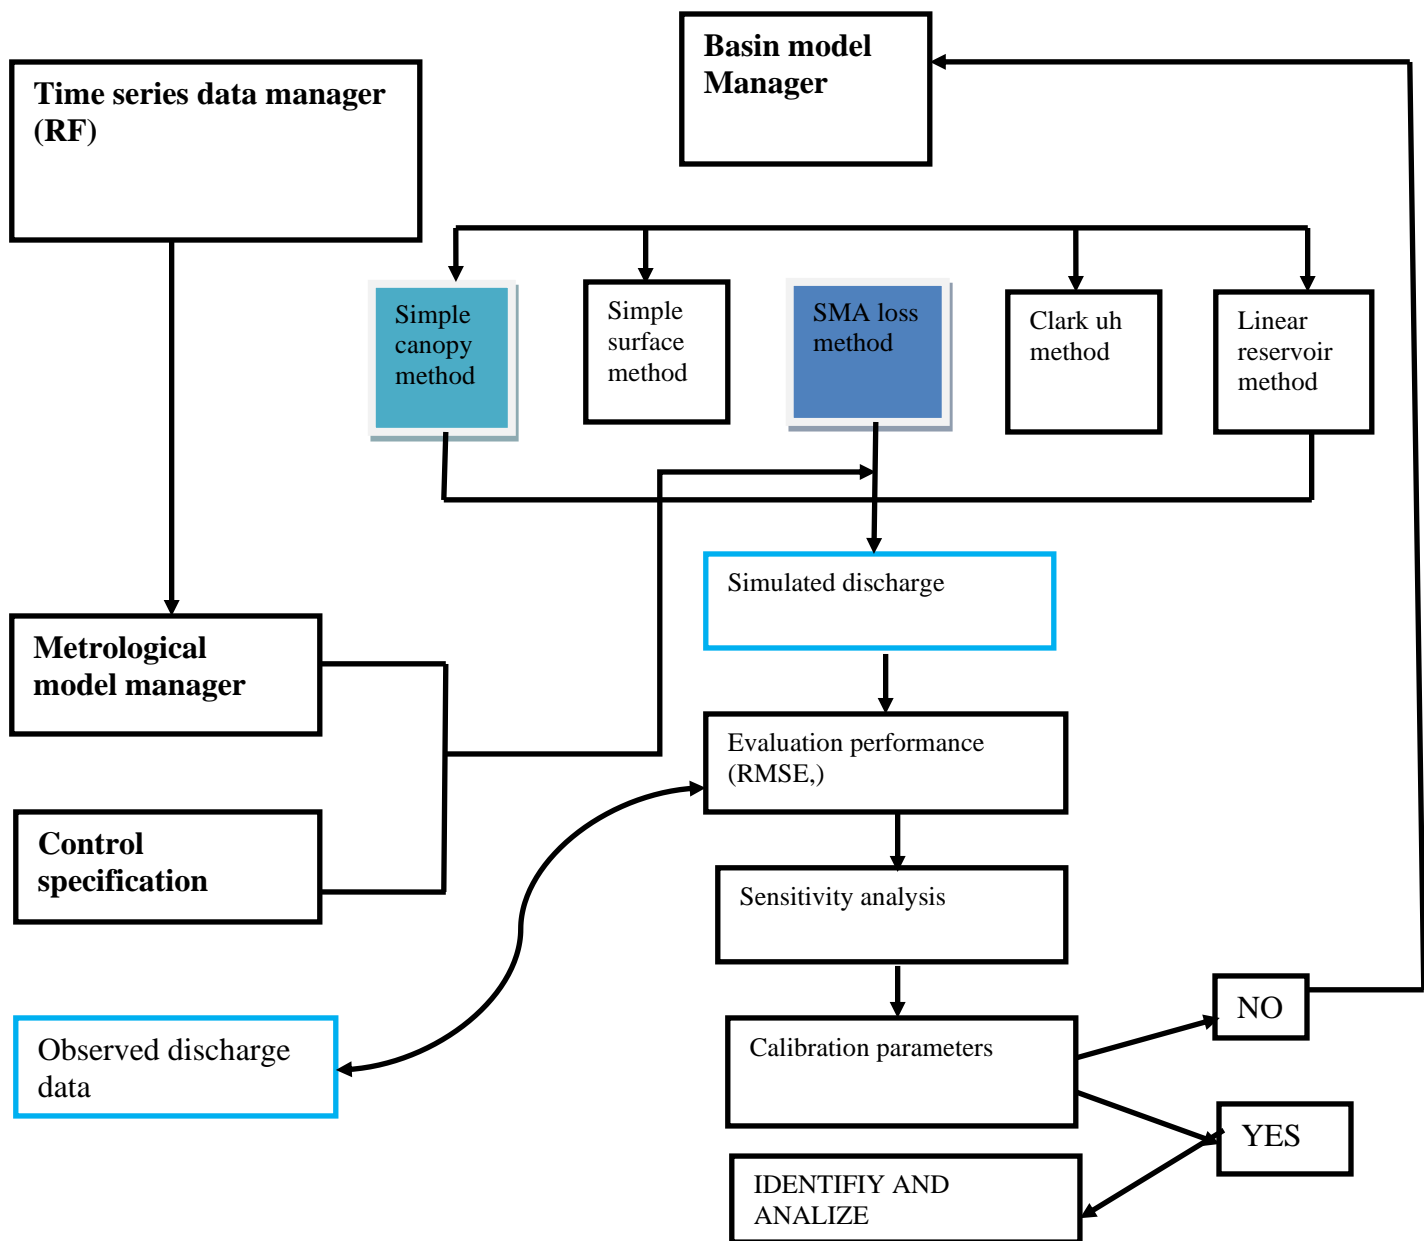 Basin model
Manager
Time series data manager
(RF)
Simple
canopy
method
Simple
surface
method
SMA loss
method
Clark uh
method
Linear
reservoir
method
Simulated discharge
Metrological
model manager
Evaluation performance
(RMSE,)
Control
specification
Sensitivity analysis
NO
Observed discharge
data
Calibration parameters
YES
IDENTIFIY AND
ANALIZE